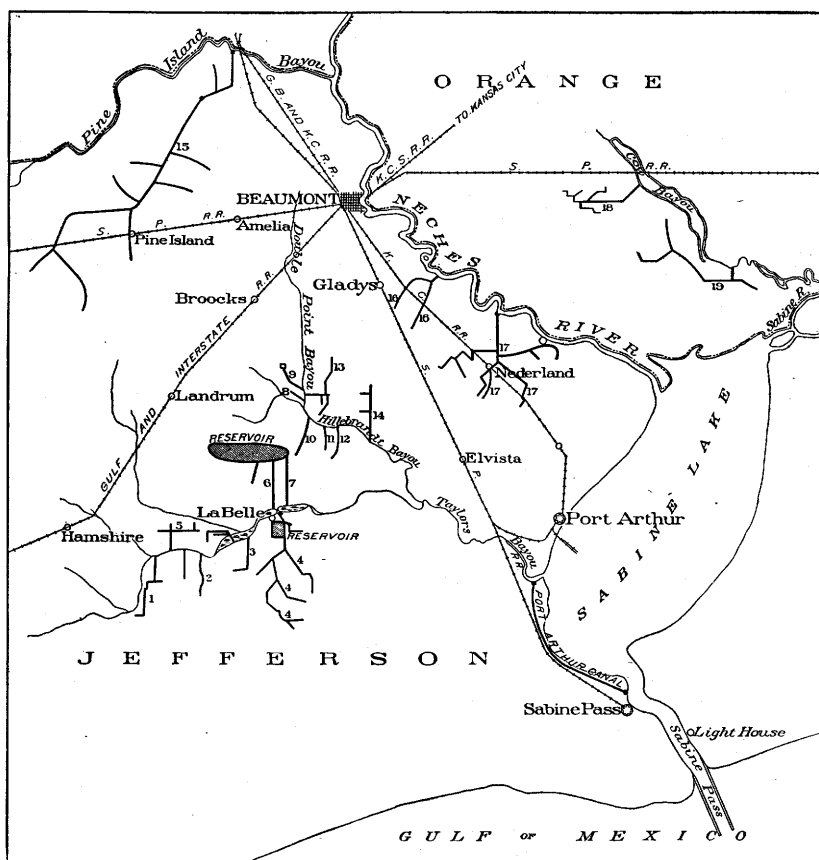 Pine Island Bayou
ORANGE
G. B. AND K.C. R.R.
K.C.S. R.R. TO KANSAS CITY
S. P. R.R.
Cow Bayou
15
18
BEAUMONT
NECHES RIVER
S. P. R.R.
Amelia
Pine Island
Double Point Bayou
K. C. R.R.
19
Gladys
16
16
Broocks
Sabine R.
GULF AND INTERSTATE R.R.
S. P. RR
17
Nederland
17
17
13
9
8
Landrum
14
Hillebrandt Bayou
10
11
12
RESERVOIR
Elvista
6
7
SABINE LAKE
La Belle
Taylors Bayou
Port Arthur
Hamshire
5
RESERVOIR
3
4
1
2
4
4
PORT ARTHUR CANAL
JEFFERSON
Sabine Pass
Light House
Sabine Pass
GULF OF MEXICO